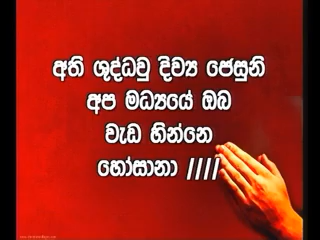 අති ශුද්ධවු දිව්‍ය ජෙසුනි
අප මධ්‍යයේ ඔබ
වැඩ හින්නෙ
හෝසානා ////